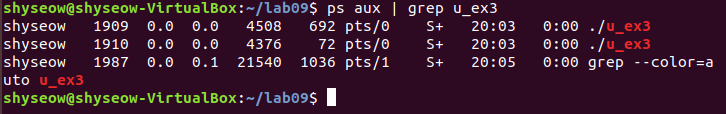 shyseow@shyseow-VirtualBox:~/lab09$ ps aux | grep u_ex3
shyseow   1909  0.0  0.0   4508   692 pts/0    S+   20:03   0:00 ./u_ex3
shyseow   1910  0.0  0.0   4376    72 pts/0    S+   20:03   0:00 ./u_ex3
shyseow   1987  0.0  0.1  21540  1036 pts/1    S+   20:05   0:00 grep --color=a
uto u_ex3
shyseow@shyseow-VirtualBox:~/lab09$